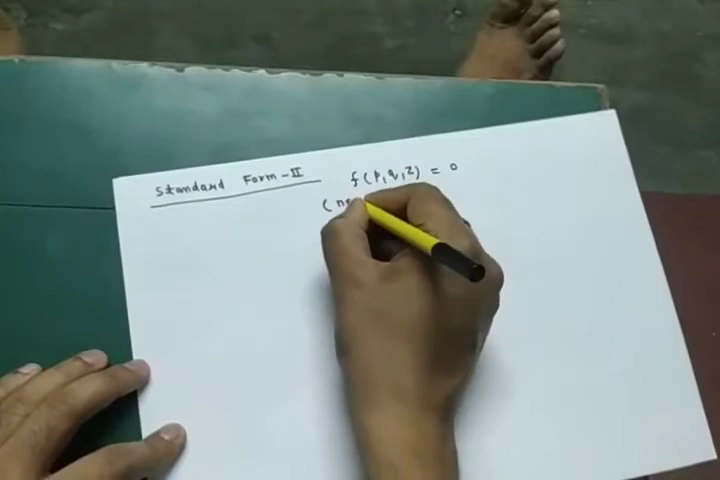 Standard Form-II f(p,q,z) = 0